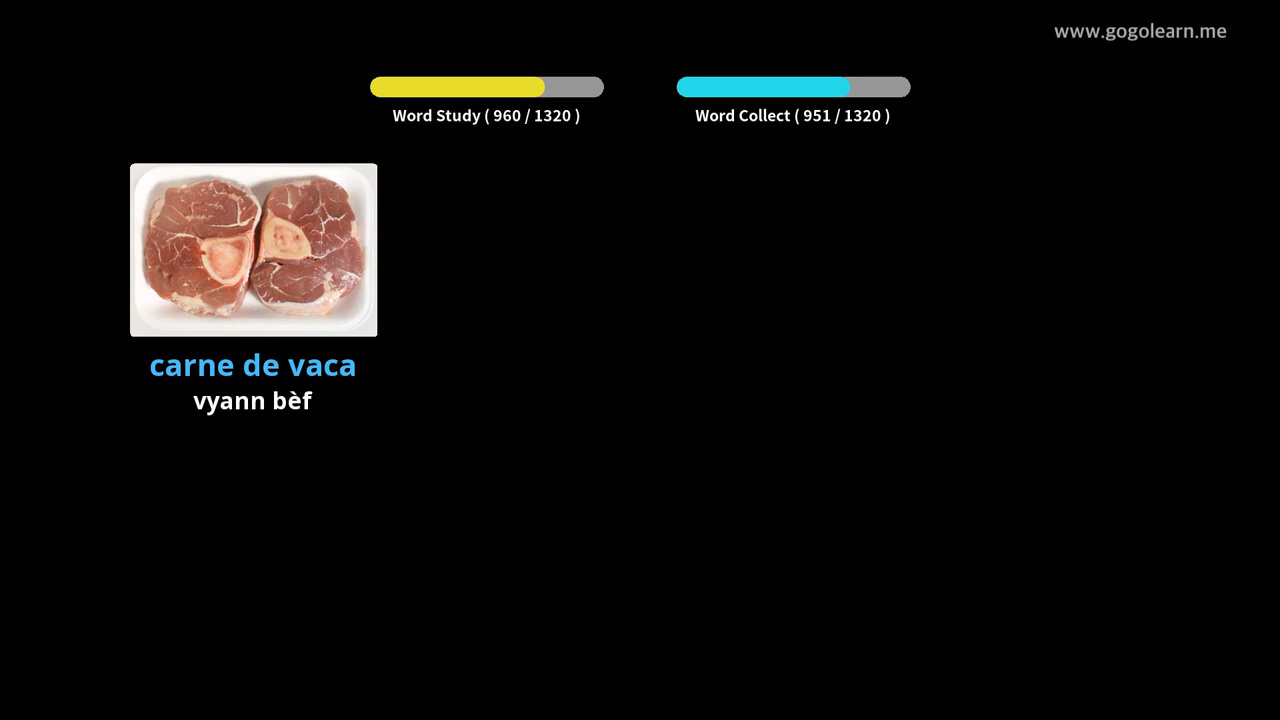 www.gogolearn.me
Word Study ( 960 / 1320 )
Word Collect ( 951 / 1320 )
carne de vaca
vyann bèf